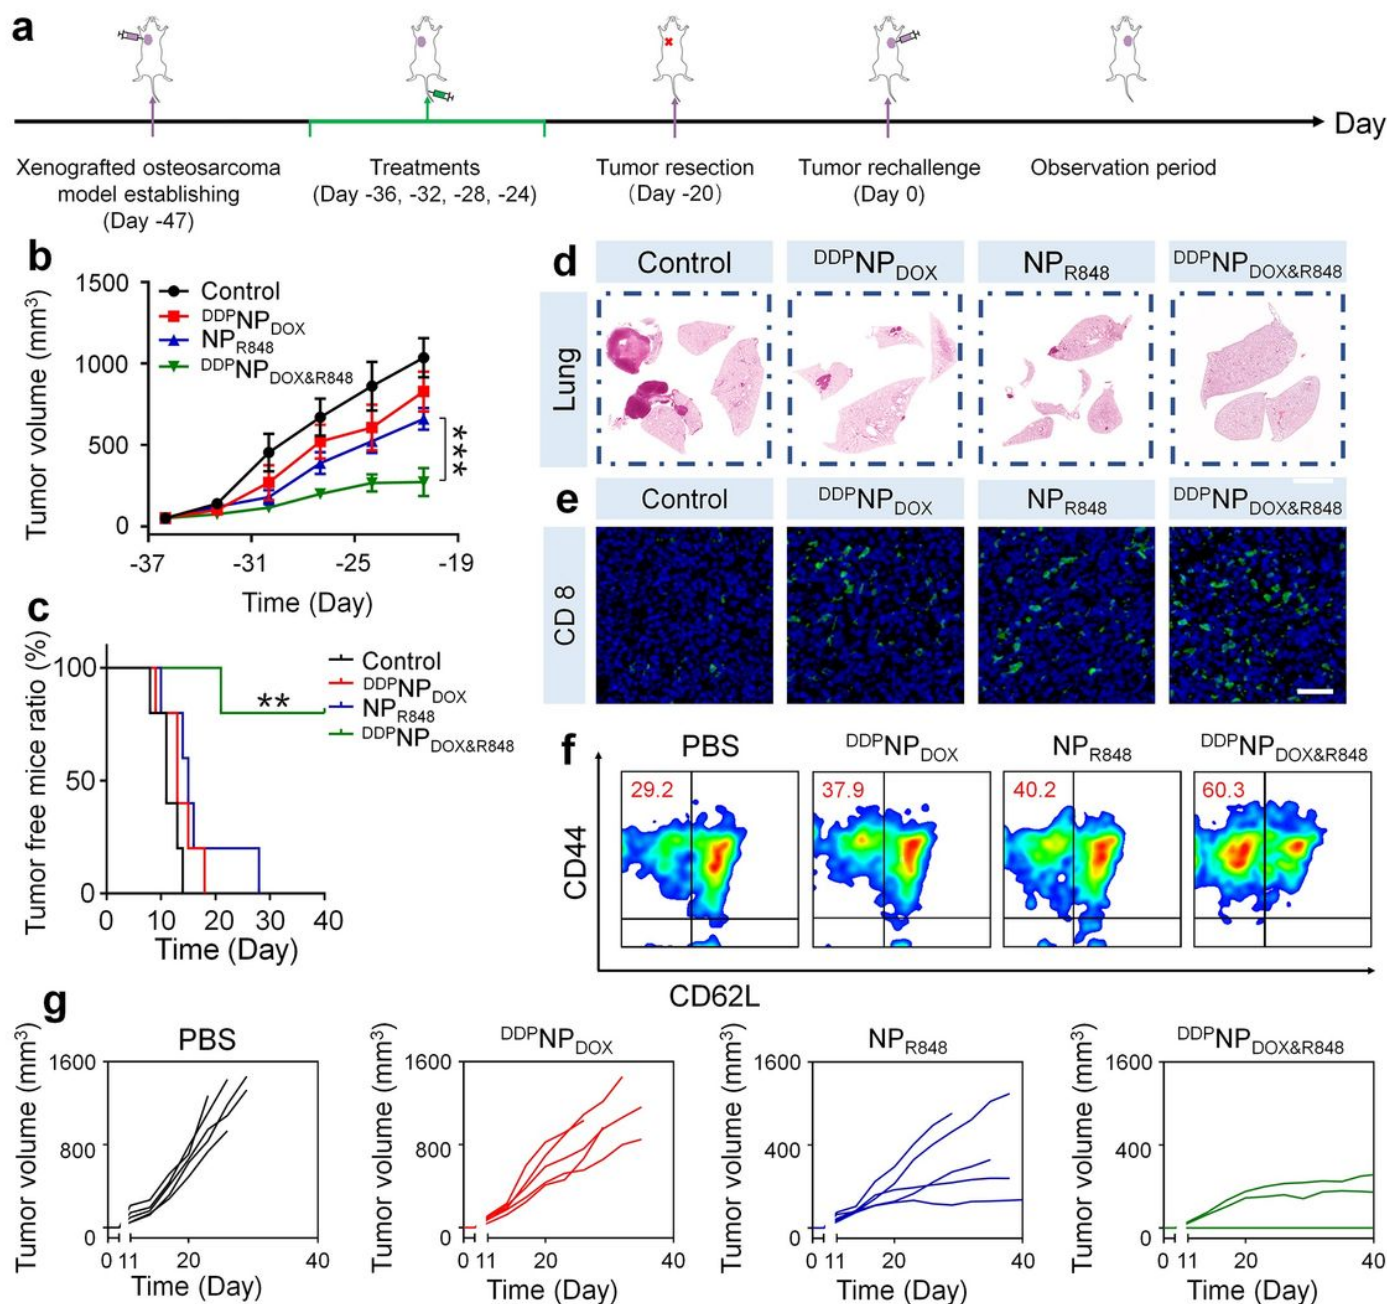 a
Day
Xenografted osteosarcoma
model establishing
(Day -47)
Treatments
(Day -36, -32, -28, -24)
Tumor resection
(Day -20)
Tumor rechallenge
(Day 0)
Observation period
b
Tumor volume (mm³)
1500
1000
500
0
-37 -31 -25 -19
Time (Day)
Control
DDPNPDOX
NPR848
DDPNPDOX&R848
***
c
Tumor free mice ratio (%)
100
50
0
0 10 20 30 40
Time (Day)
Control
DDPNPDOX
NPR848
DDPNPDOX&R848
**
d
Control DDPNPDOX NPR848 DDPNPDOX&R848
Lung
e
Control DDPNPDOX NPR848 DDPNPDOX&R848
CD 8
f
PBS DDPNPDOX NPR848 DDPNPDOX&R848
29.2 37.9 40.2 60.3
CD44
CD62L
g
PBS
Tumor volume (mm³)
1600
800
0
0 11 20 40
Time (Day)
DDPNPDOX
Tumor volume (mm³)
1600
800
0
0 11 20 40
Time (Day)
NPR848
Tumor volume (mm³)
1600
400
0
0 11 20 40
Time (Day)
DDPNPDOX&R848
Tumor volume (mm³)
1600
400
0
0 11 20 40
Time (Day)